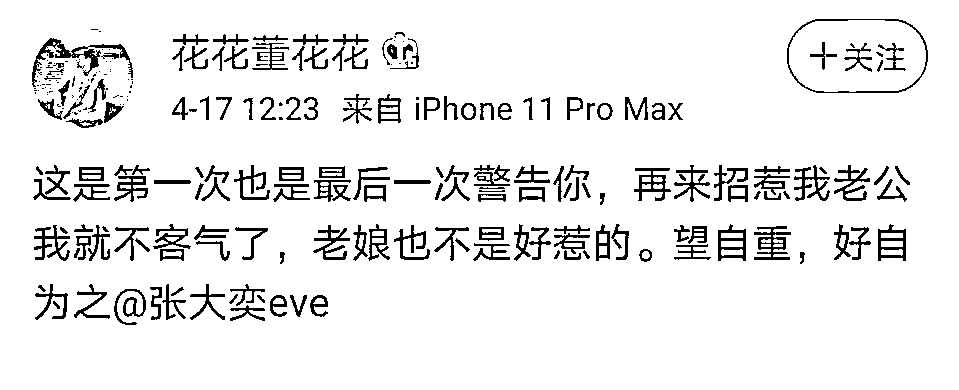 花花董花花
+关注
4-17 12:23 来自 iPhone 11 Pro Max
这是第一次也是最后一次警告你，再来招惹我老公
我就不客气了，老娘也不是好惹的。望自重，好自
为之@张大奕eve